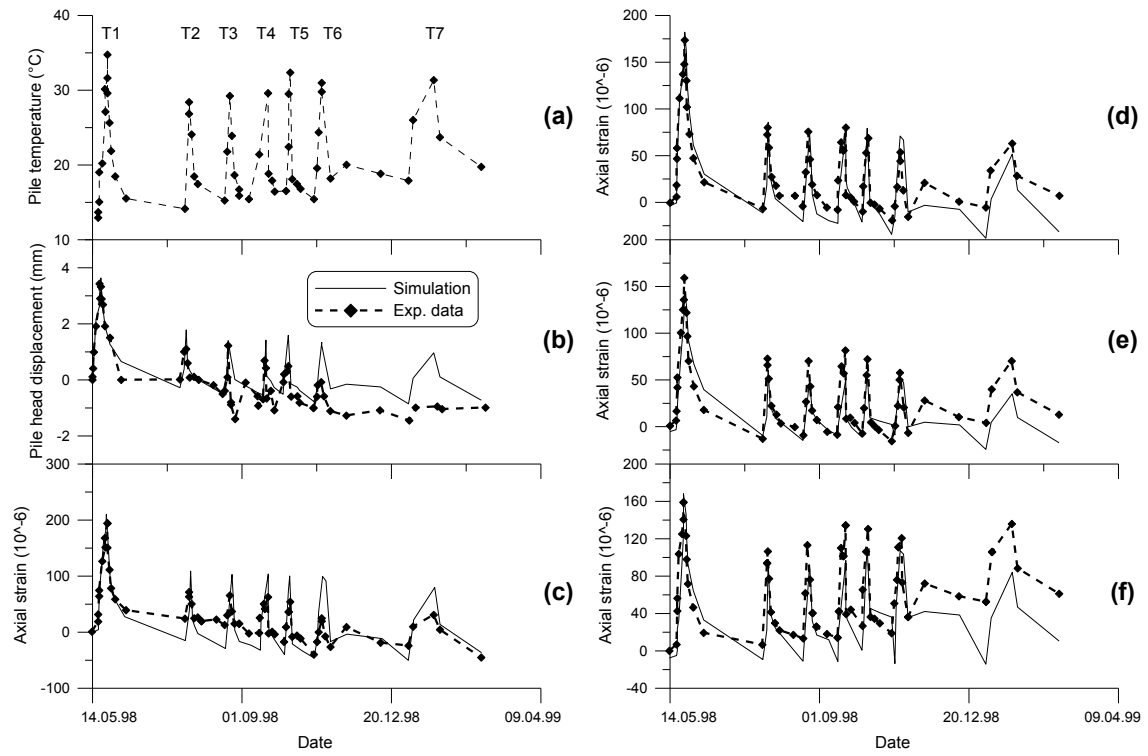 T1 T2 T3 T4 T5 T6 T7
Pile temperature (°C)
40
30
20
10
(a)
Pile head displacement (mm)
4
2
0
-2
Simulation
Exp. data
(b)
Axial strain (10^-6)
300
200
100
0
-100
(c)
14.05.98 01.09.98 20.12.98 09.04.99
Date
Axial strain (10^-6)
200
150
100
50
0
(d)
Axial strain (10^-6)
200
150
100
50
0
(e)
Axial strain (10^-6)
200
160
120
80
40
0
-40
(f)
14.05.98 01.09.98 20.12.98 09.04.99
Date